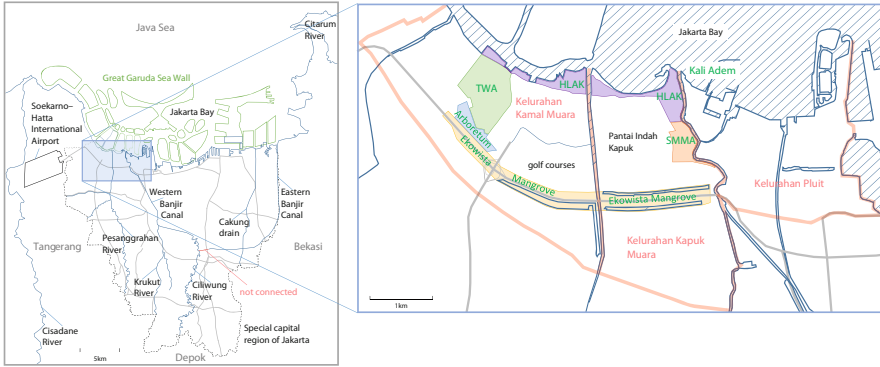 Java Sea
Citarum
River
Great Garuda Sea Wall
Soekarno–
Hatta
International
Airport
Jakarta Bay
Western
Banjir
Canal
Eastern
Banjir
Canal
Cakung
drain
Tangerang
Pesanggrahan
River
Bekasi
Krukut
River
Ciliwung
River
not connected
Cisadane
River
Special capital
region of Jakarta
5km
Depok
Jakarta Bay
Kali Adem
TWA
HLAK
HLAK
Kelurahan
Kamal Muara
Arboretum
Pantai Indah
Kapuk
SMMA
Ekowista
golf courses
Mangrove
Kelurahan Pluit
Ekowista Mangrove
Kelurahan Kapuk
Muara
1km